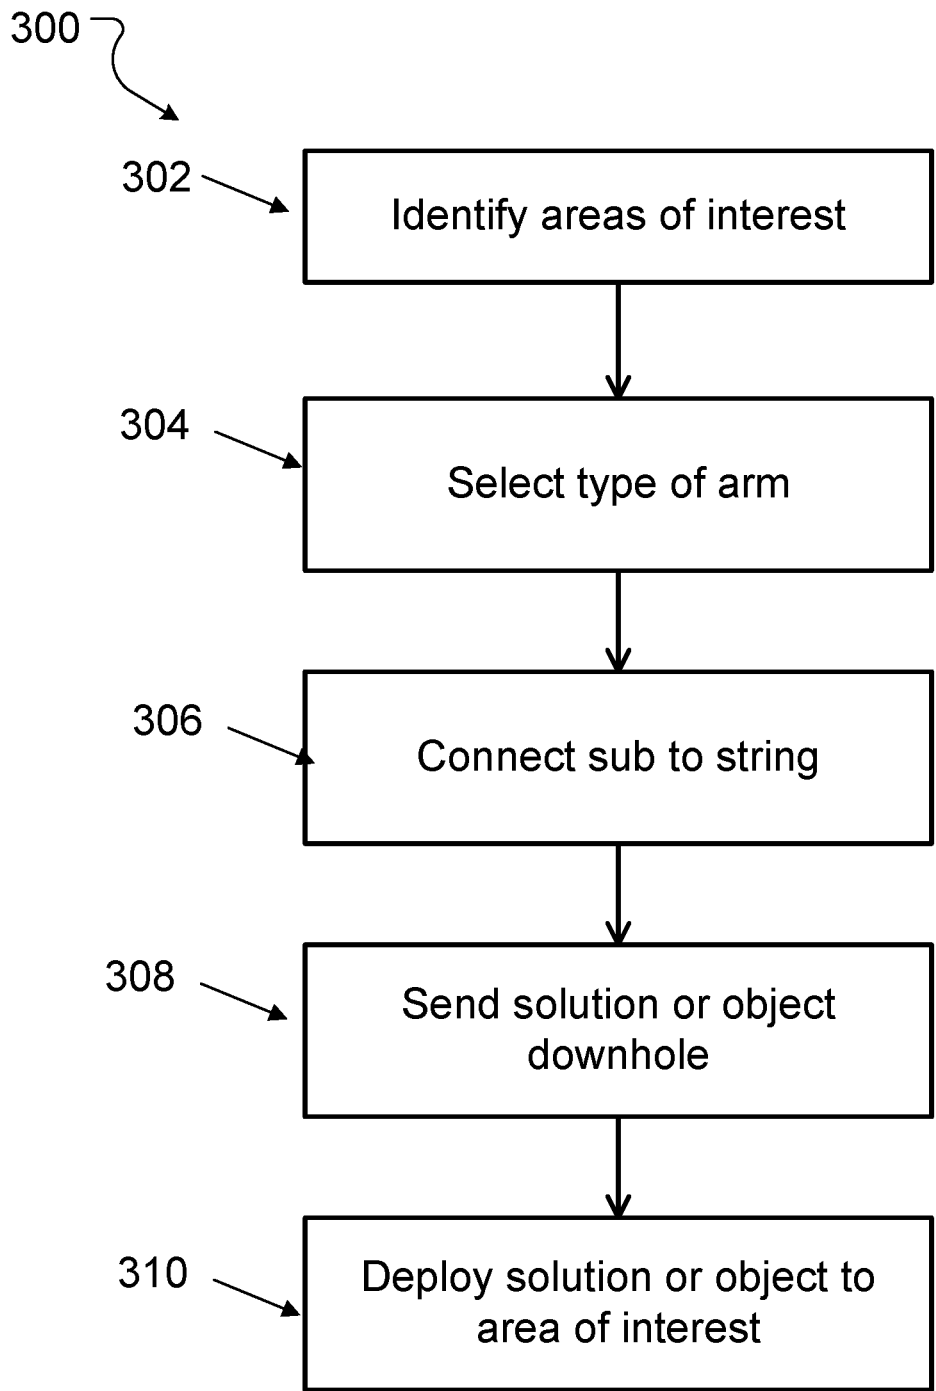 300
302
Identify areas of interest
304
Select type of arm
306
Connect sub to string
308
Send solution or object
downhole
310
Deploy solution or object to
area of interest